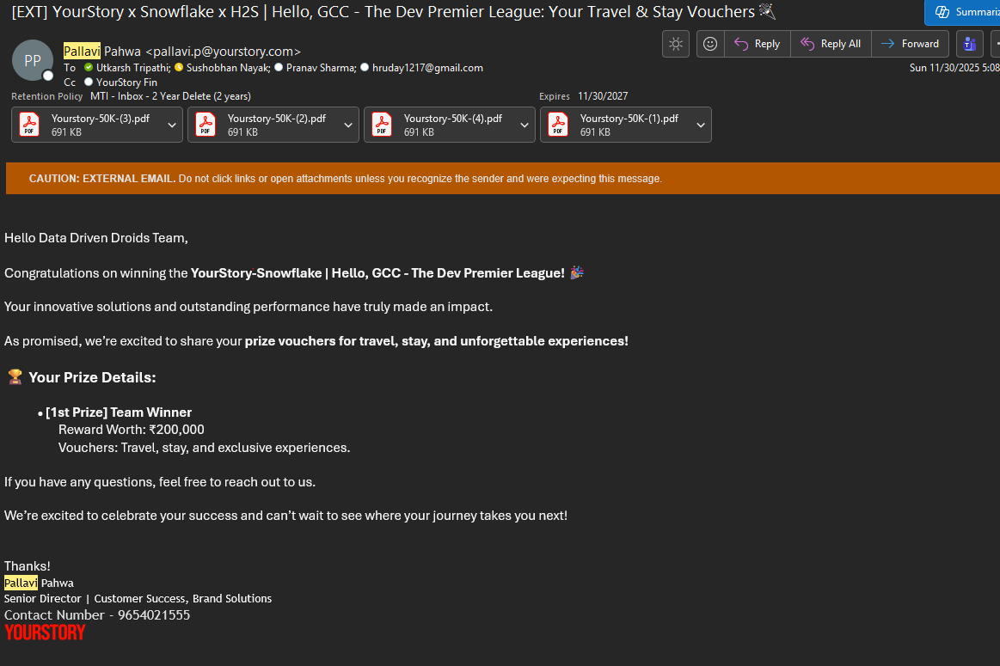 [EXT] YourStory x Snowflake x H2S | Hello, GCC - The Dev Premier League: Your Travel & Stay Vouchers 🎉
Summariz
PP
Pallavi Pahwa <pallavi.p@yourstory.com>
Reply
Reply All
Forward
To Utkarsh Tripathi; Sushobhan Nayak; Pranav Sharma; hruday1217@gmail.com
Sun 11/30/2025 5:08
Cc YourStory Fin
Retention Policy MTI - Inbox - 2 Year Delete (2 years)
Expires 11/30/2027
Yourstory-50K-(3).pdf
691 KB
Yourstory-50K-(2).pdf
691 KB
Yourstory-50K-(4).pdf
691 KB
Yourstory-50K-(1).pdf
691 KB
CAUTION: EXTERNAL EMAIL. Do not click links or open attachments unless you recognize the sender and were expecting this message.
Hello Data Driven Droids Team,
Congratulations on winning the YourStory-Snowflake | Hello, GCC - The Dev Premier League! 🎉
Your innovative solutions and outstanding performance have truly made an impact.
As promised, we’re excited to share your prize vouchers for travel, stay, and unforgettable experiences!
🏆 Your Prize Details:
• [1st Prize] Team Winner
Reward Worth: ₹200,000
Vouchers: Travel, stay, and exclusive experiences.
If you have any questions, feel free to reach out to us.
We’re excited to celebrate your success and can’t wait to see where your journey takes you next!
Thanks!
Pallavi Pahwa
Senior Director | Customer Success, Brand Solutions
Contact Number - 9654021555
YOURSTORY